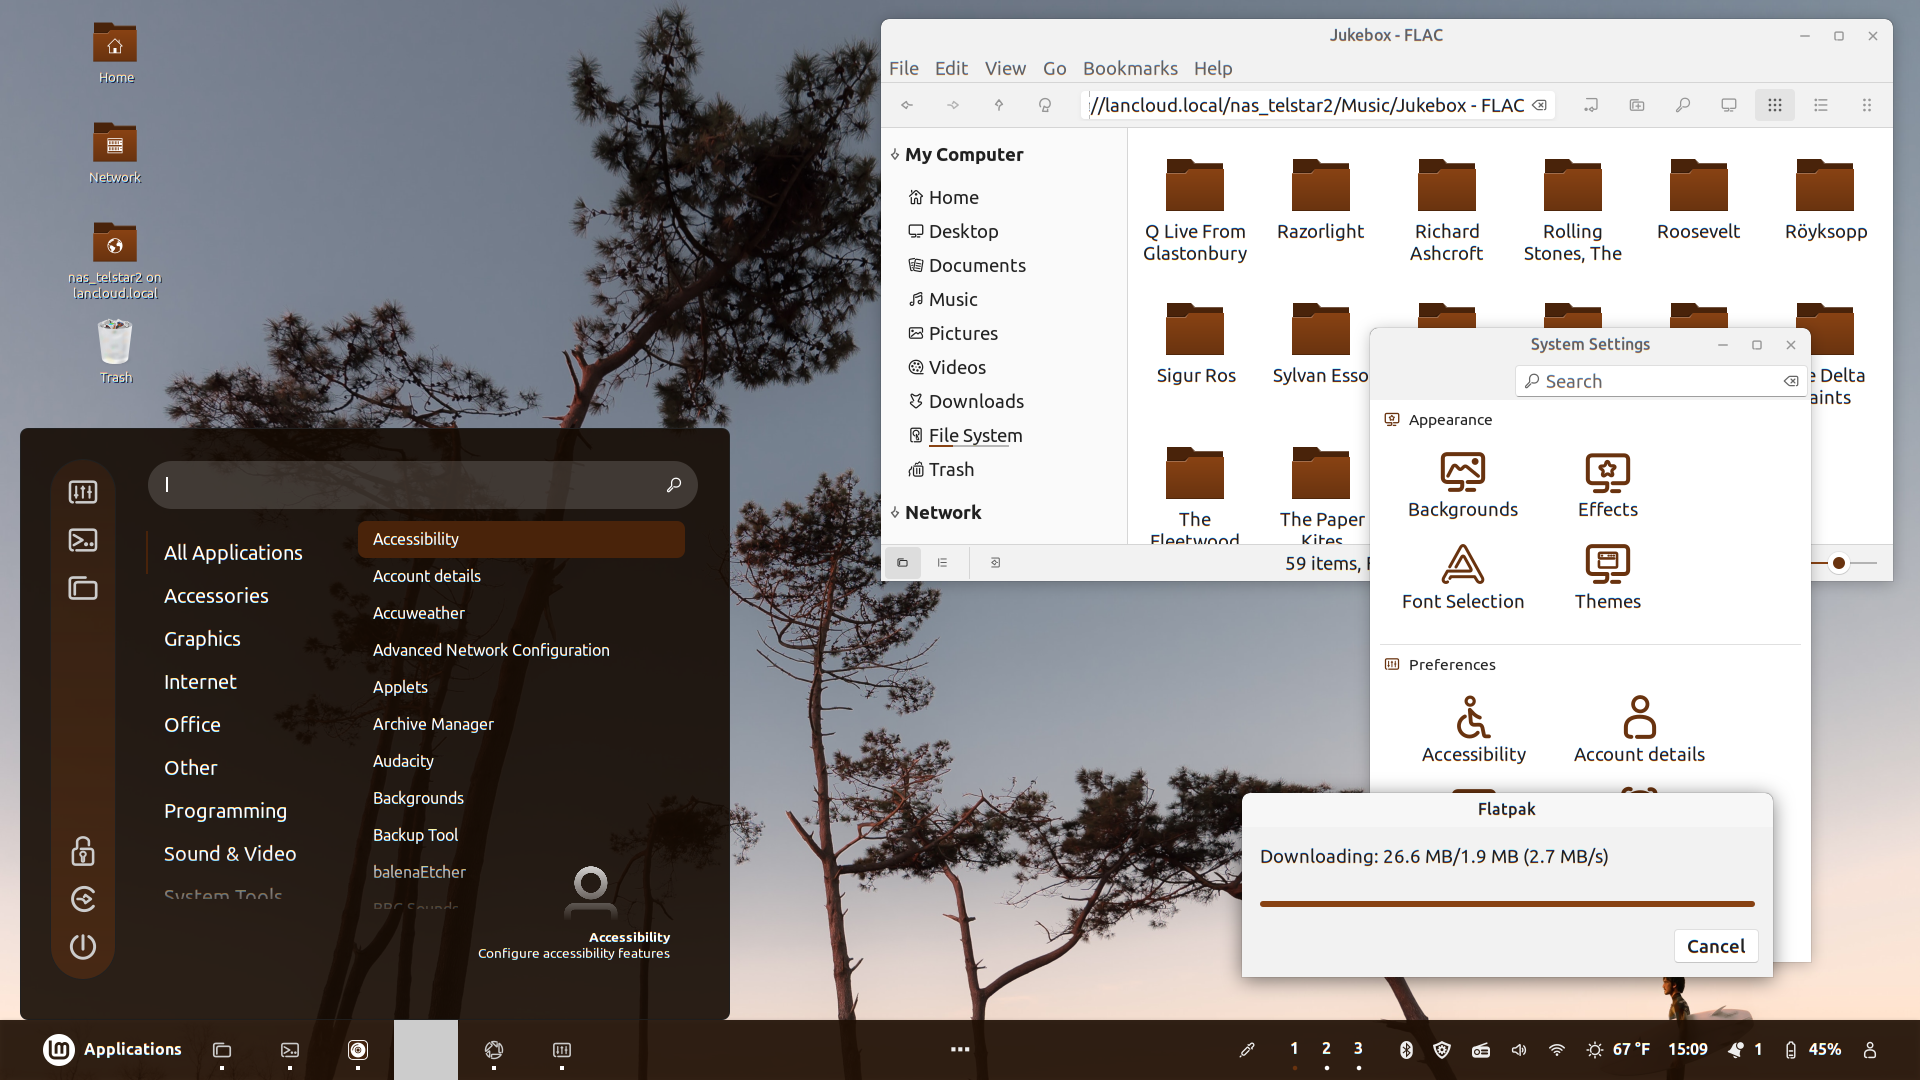 Home
Network
nas_telstar2 on
lancloud.local
Trash
Jukebox - FLAC
File Edit View Go Bookmarks Help
//lancloud.local/nas_telstar2/Music/Jukebox - FLAC
My Computer
Home
Desktop
Documents
Music
Pictures
Videos
Downloads
File System
Trash
Network
Q Live From
Glastonbury
Razorlight
Richard
Ashcroft
Rolling
Stones, The
Roosevelt
Röyksopp
Sigur Ros
Sylvan Esso
Delta
The
Fleetwood
The Paper
Kites
59 items,
System Settings
Search
Appearance
Backgrounds
Effects
Font Selection
Themes
Preferences
Accessibility
Account details
Flatpak
Downloading: 26.6 MB/1.9 MB (2.7 MB/s)
Cancel
All Applications
Accessories
Graphics
Internet
Office
Other
Programming
Sound & Video
System Tools
Accessibility
Account details
Accuweather
Advanced Network Configuration
Applets
Archive Manager
Audacity
Backgrounds
Backup Tool
balenaEtcher
BBC Sounds
Accessibility
Configure accessibility features
Applications
1 2 3
67 °F
15:09
1
45%